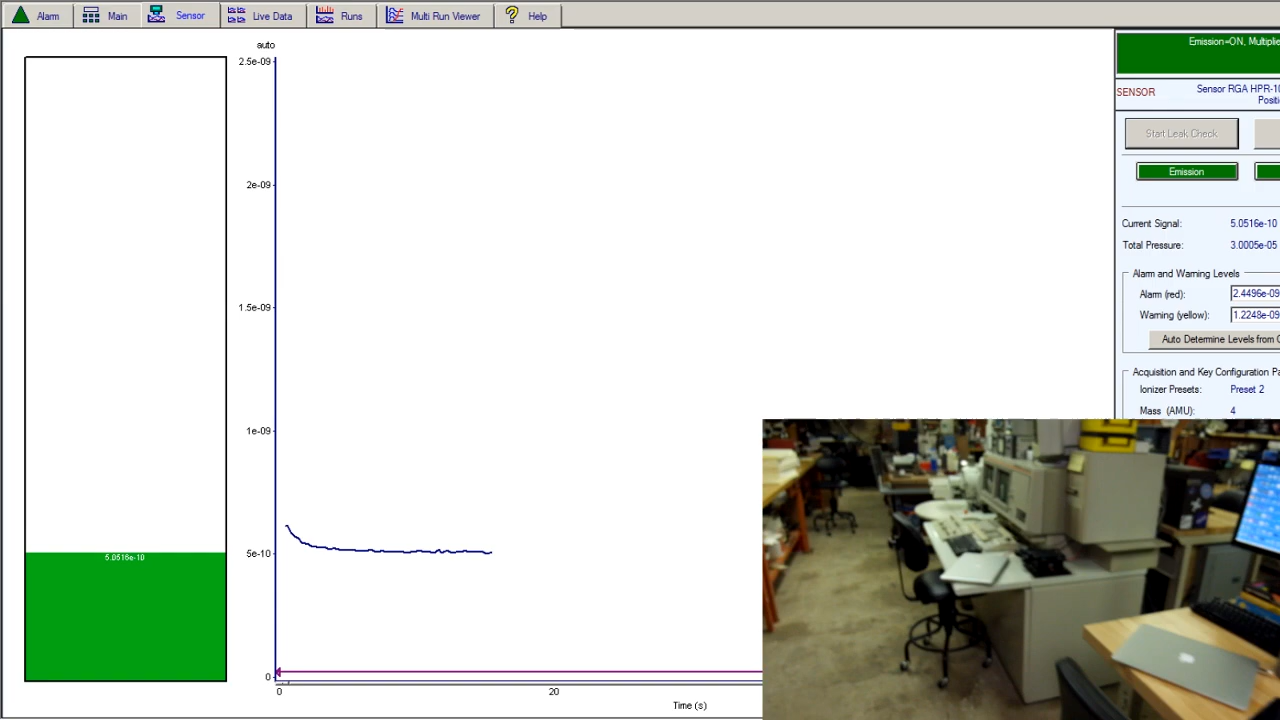 Alarm Main Sensor Live Data Runs Multi Run Viewer Help
auto
2.5e-09
2e-09
1.5e-09
1e-09
5e-10
0
0 20
Time (s)
5.0516e-10
Emission=ON, Multiplie
SENSOR Sensor RGA HPR-10
Positi
Start Leak Check
Emission
Current Signal: 5.0516e-10
Total Pressure: 3.0005e-05
Alarm and Warning Levels
Alarm (red): 2.4496e-09
Warning (yellow): 1.2248e-09
Auto Determine Levels from C
Acquisition and Key Configuration Pa
Ionizer Presets: Preset 2
Mass (AMU): 4